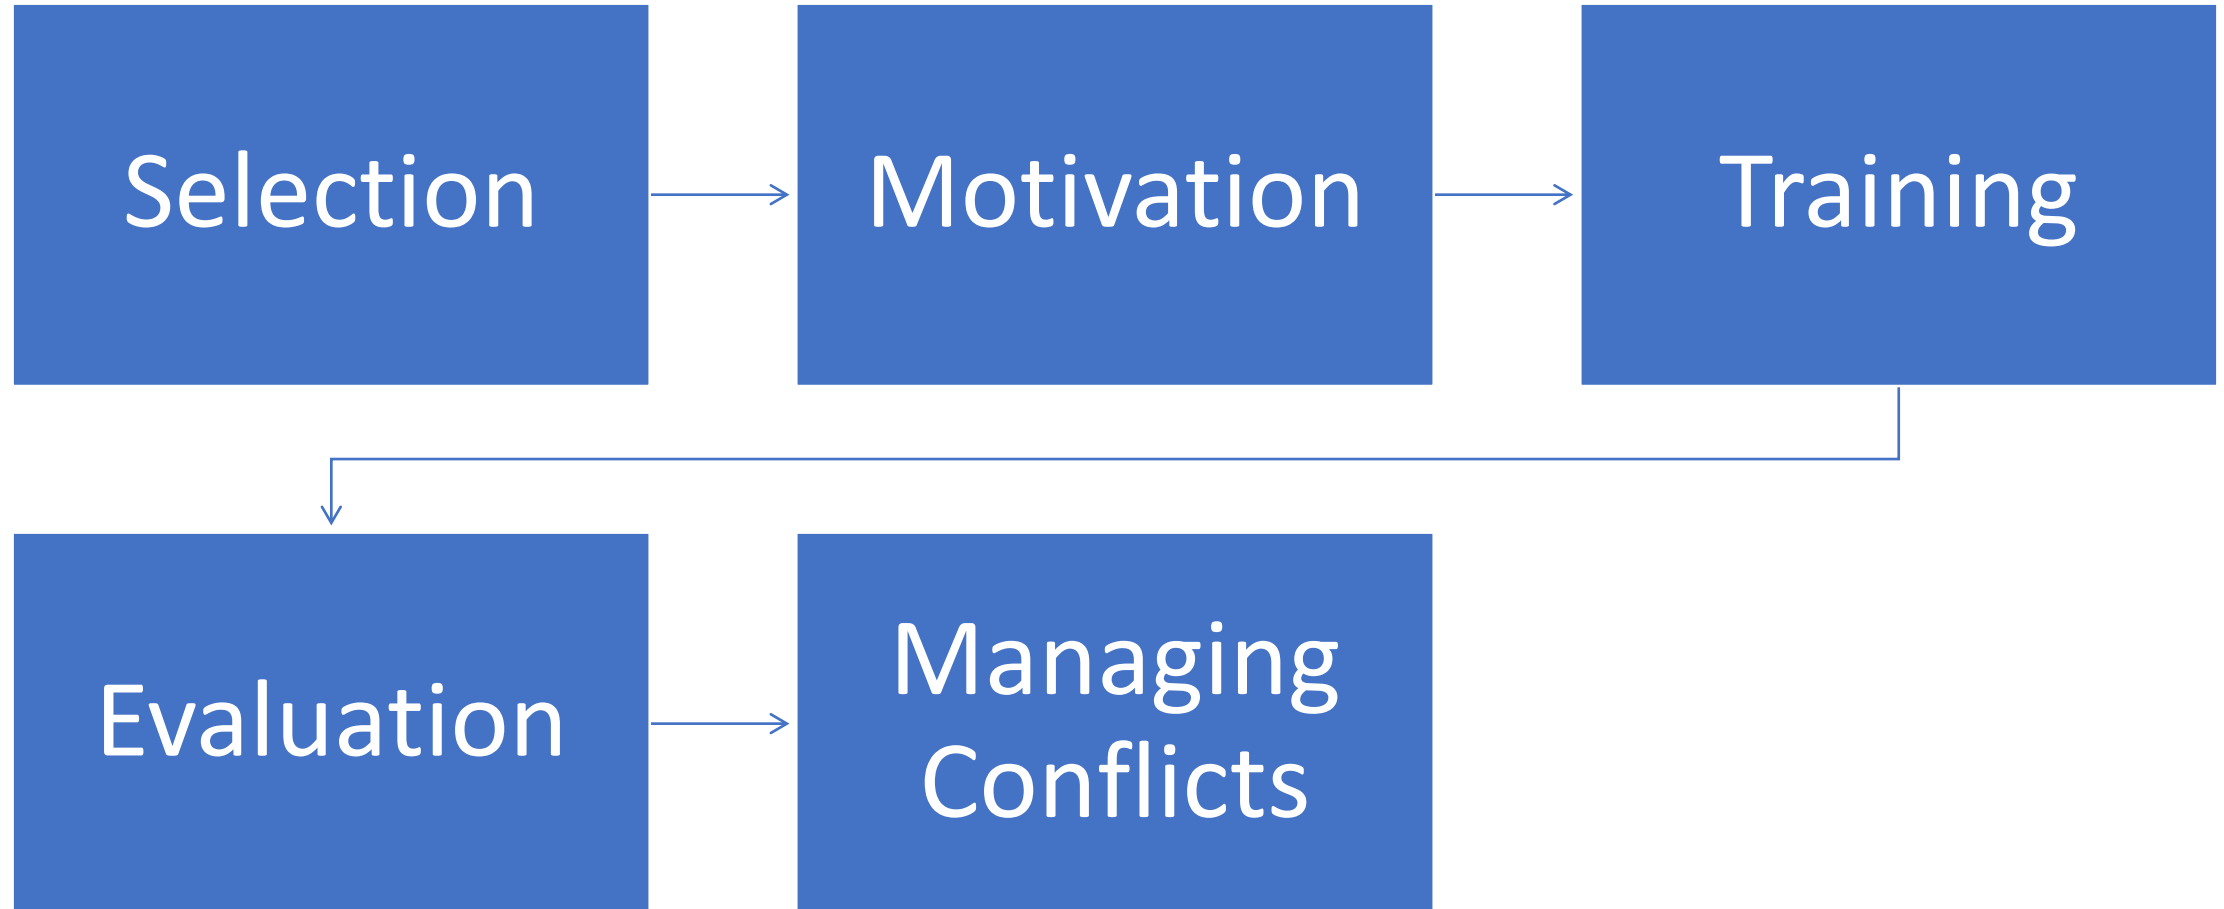 Selection
Motivation
Training
Evaluation
Managing
Conflicts